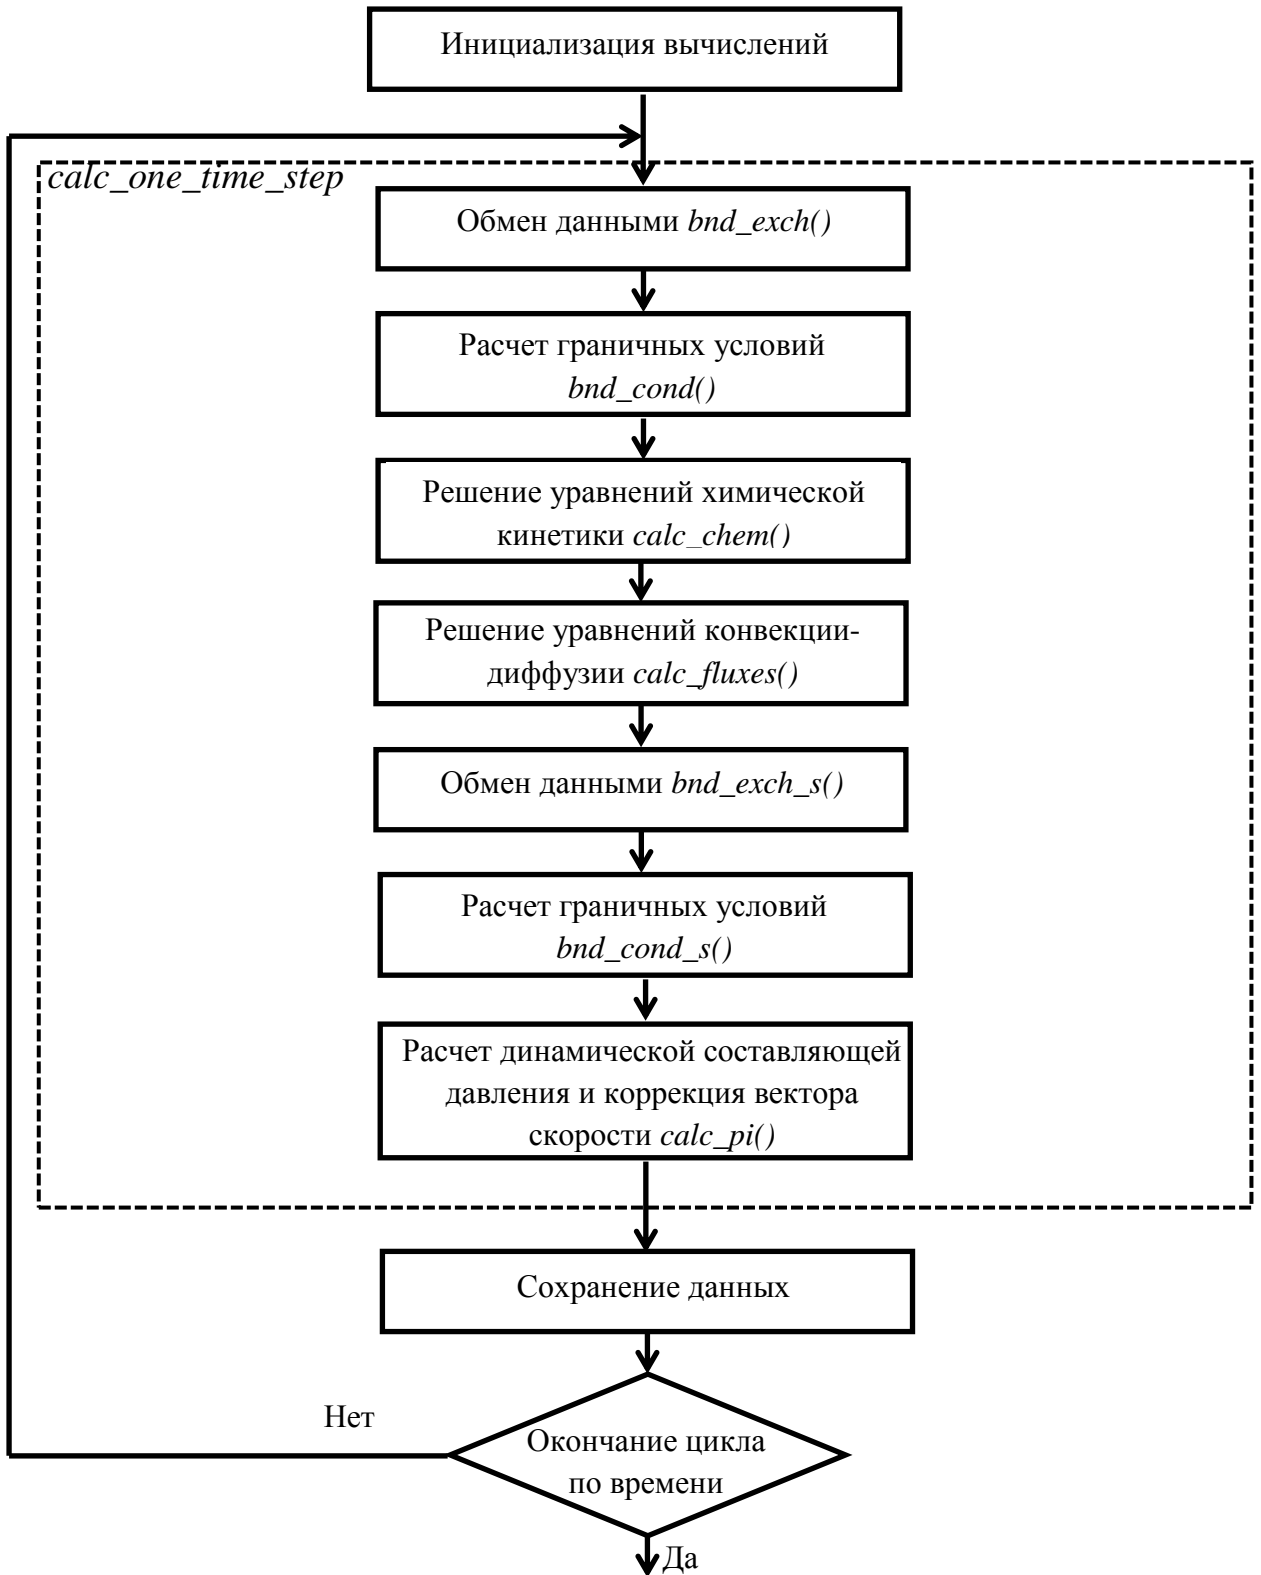 Инициализация вычислений
calc_one_time_step
Обмен данными bnd_exch()
Расчет граничных условий
bnd_cond()
Решение уравнений химической
кинетики calc_chem()
Решение уравнений конвекции-
диффузии calc_fluxes()
Обмен данными bnd_exch_s()
Расчет граничных условий
bnd_cond_s()
Расчет динамической составляющей
давления и коррекция вектора
скорости calc_pi()
Сохранение данных
Нет
Окончание цикла
по времени
Да